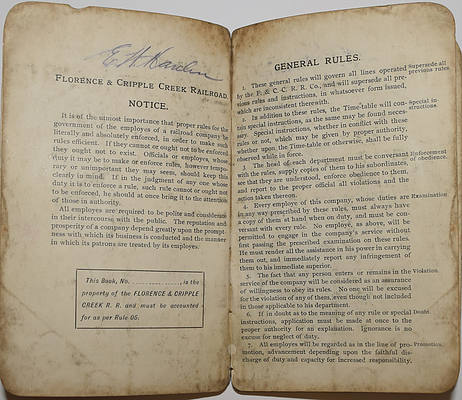 E. H.
FLORENCE & CRIPPLE CREEK RAILROAD.
NOTICE.
It is of the utmost importance that proper rules for the
government of the employes of a railroad company be
literally and absolutely enforced, in order to make such
rules efficient. If they cannot or ought not to be enforced,
they ought not to exist. Officials or employes, whose
duty it may be to make or enforce rules, however tempo-
rary or unimportant they may seem, should keep this
clearly in mind. If in the judgment of any one whose
duty it is to enforce a rule, such rule cannot or ought not
to be enforced, he should at once bring it to the attention
of those in authority.
All employes are required to be polite and considerate
in their intercourse with the public. The reputation and
prosperity of a company depend greatly upon the prompt-
ness with which its business is conducted and the manner
in which its patrons are treated by its employes.
This Book, No. ................, is the
property of the FLORENCE & CRIPPLE
CREEK R. R. and must be accounted
for as per Rule 05.
GENERAL RULES.
1. These general rules will govern all lines operated Supersede all
by the F. & C. C. R. R. Co., and will supersede all pre- previous rules
vious rules and instructions, in whatsoever form issued,
which are inconsistent therewith.
2. In addition to these rules, the Time-table will con- Special in-
tain special instructions, as the same may be found neces- structions.
sary. Special instructions, whether in conflict with these
rules or not, which may be given by proper authority,
whether upon the Time-table or otherwise, shall be fully
observed while in force.
3. The head of each department must be conversant Enforcement
with the rules, supply copies of them to his subordinates, of obedience.
see that they understood, enforce obedience to them,
and report to the proper official all violations and the
action taken thereon.
4. Every employe of this company, whose duties are Examination
in any way prescribed by these rules, must always have
a copy of them at hand when on duty, and must be con-
versant with every rule. No employe, as above, will be
permitted to engage in the company's service without
first passing the prescribed examination on these rules.
He must render all the assistance in his power in carrying
them out, and immediately report any infringement of
them to his immediate superior.
5. The fact that any person enters or remains in the Violation.
service of the company will be considered as an assurance
of willingness to obey its rules. No one will be excused
for the violation of any of them, even though not included
in those applicable to his department.
6. If in doubt as to the meaning of any rule or special Doubt.
instructions, application must be made at once to the
proper authority for an explanation. Ignorance is no
excuse for neglect of duty.
7. All employes will be regarded as in the line of pro- Promotion.
motion, advancement depending upon the faithful dis-
charge of duty and capacity for increased responsibility.